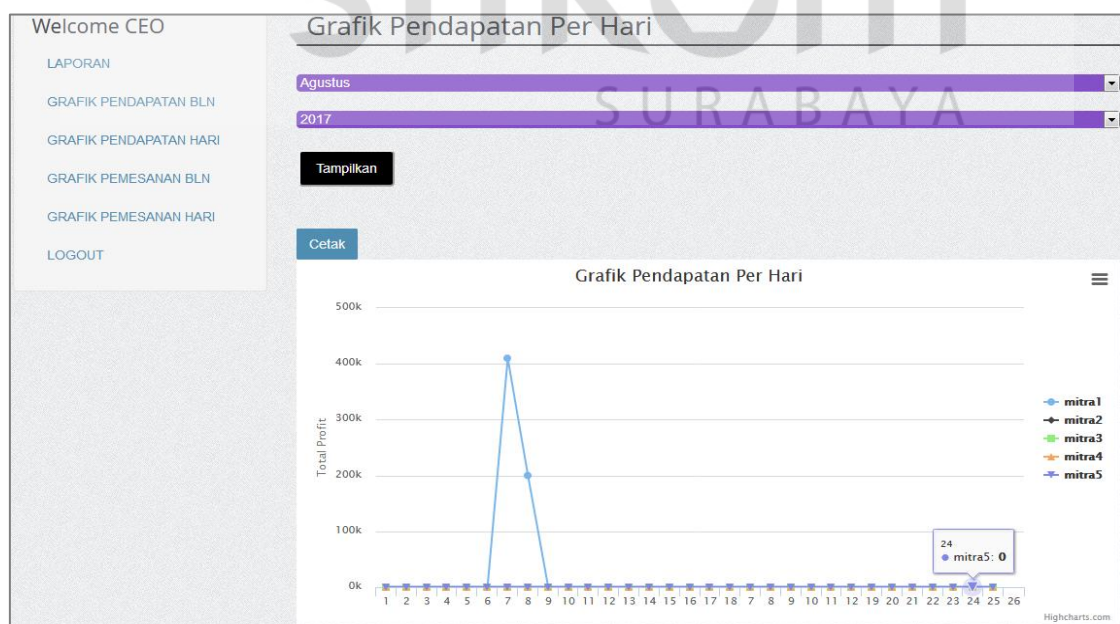 Welcome CEO
LAPORAN
GRAFIK PENDAPATAN BLN
GRAFIK PENDAPATAN HARI
GRAFIK PEMESANAN BLN
GRAFIK PEMESANAN HARI
LOGOUT
Grafik Pendapatan Per Hari
Agustus
SURABAYA
2017
Tampilkan
Cetak
Grafik Pendapatan Per Hari
500k
400k
300k
200k
100k
0k
Total Profit
24
mitra5: 0
1 2 3 4 5 6 7 8 9 10 11 12 13 14 15 16 17 18 7 8 9 10 11 12 19 20 21 22 23 24 25 26
mitra1
mitra2
mitra3
mitra4
mitra5
Highcharts.com